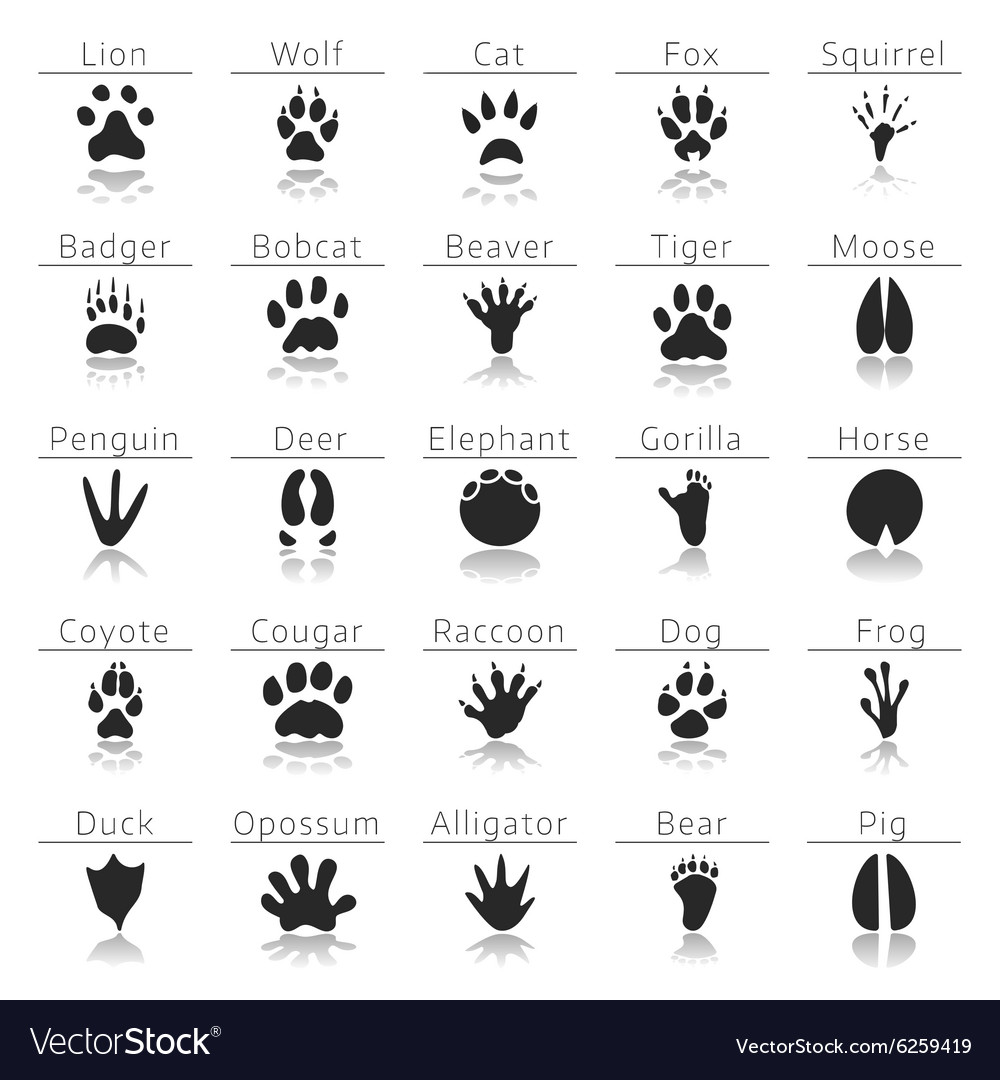 Lion Wolf Cat Fox Squirrel
Badger Bobcat Beaver Tiger Moose
Penguin Deer Elephant Gorilla Horse
Coyote Cougar Raccoon Dog Frog
Duck Opossum Alligator Bear Pig
VectorStock® VectorStock.com/6259419